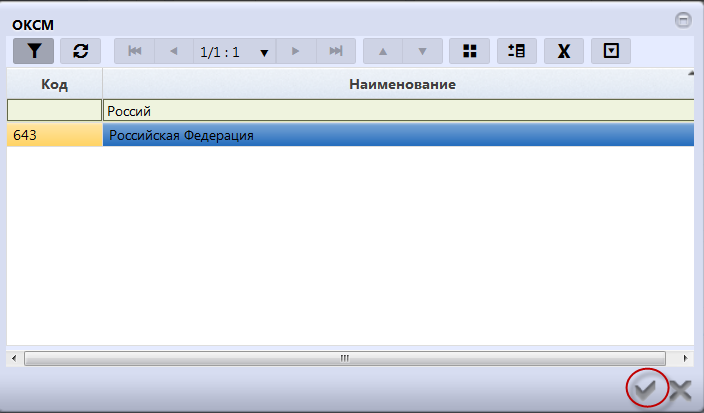 ОКСМ
1/1 : 1
Код Наименование
Россий
643 Российская Федерация